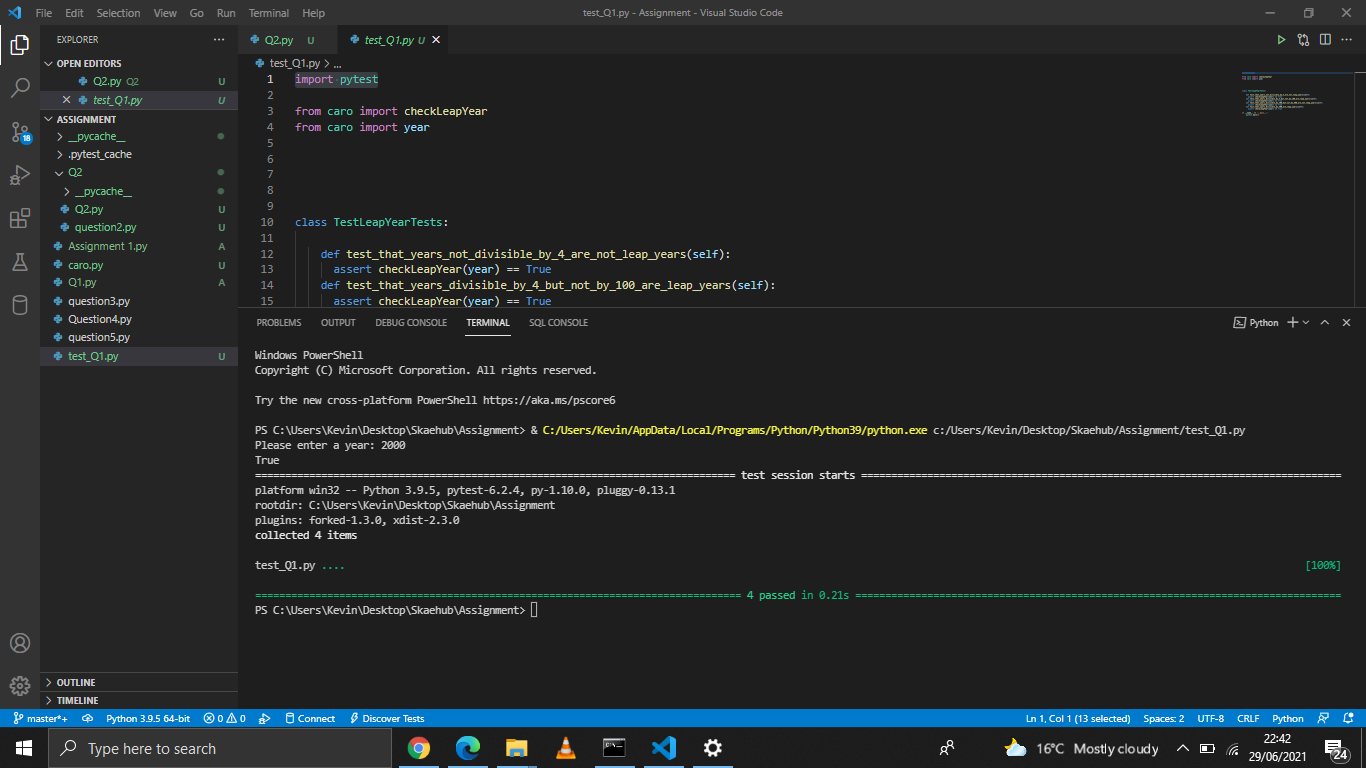 File Edit Selection View Go Run Terminal Help
test_Q1.py - Assignment - Visual Studio Code
EXPLORER
OPEN EDITORS
Q2.py Q2 U
test_Q1.py U
ASSIGNMENT
__pycache__
.pytest_cache
Q2
__pycache__
Q2.py U
question2.py U
Assignment 1.py A
caro.py U
Q1.py A
question3.py
Question4.py
question5.py
test_Q1.py U
OUTLINE
TIMELINE
18
Q2.py U
test_Q1.py U
test_Q1.py > ...
1 import pytest
2
3 from caro import checkLeapYear
4 from caro import year
5
6
7
8
9
10 class TestLeapYearTests:
11
12 def test_that_years_not_divisible_by_4_are_not_leap_years(self):
13 assert checkLeapYear(year) == True
14 def test_that_years_divisible_by_4_but_not_by_100_are_leap_years(self):
15 assert checkLeapYear(year) == True
PROBLEMS OUTPUT DEBUG CONSOLE TERMINAL SQL CONSOLE
Python
Windows PowerShell
Copyright (C) Microsoft Corporation. All rights reserved.
Try the new cross-platform PowerShell https://aka.ms/pscore6
PS C:\Users\Kevin\Desktop\Skaehub\Assignment> & C:/Users/Kevin/AppData/Local/Programs/Python/Python39/python.exe c:/Users/Kevin/Desktop/Skaehub/Assignment/test_Q1.py
Please enter a year: 2000
True
=============================== test session starts ===============================
platform win32 -- Python 3.9.5, pytest-6.2.4, py-1.10.0, pluggy-0.13.1
rootdir: C:\Users\Kevin\Desktop\Skaehub\Assignment
plugins: forked-1.3.0, xdist-2.3.0
collected 4 items
test_Q1.py .... [100%]
=============================== 4 passed in 0.21s ===============================
PS C:\Users\Kevin\Desktop\Skaehub\Assignment>
master*+ Python 3.9.5 64-bit 0 0 Connect Discover Tests
Ln 1, Col 1 (13 selected) Spaces: 2 UTF-8 CRLF Python
Type here to search
16°C Mostly cloudy
22:42
29/06/2021
24